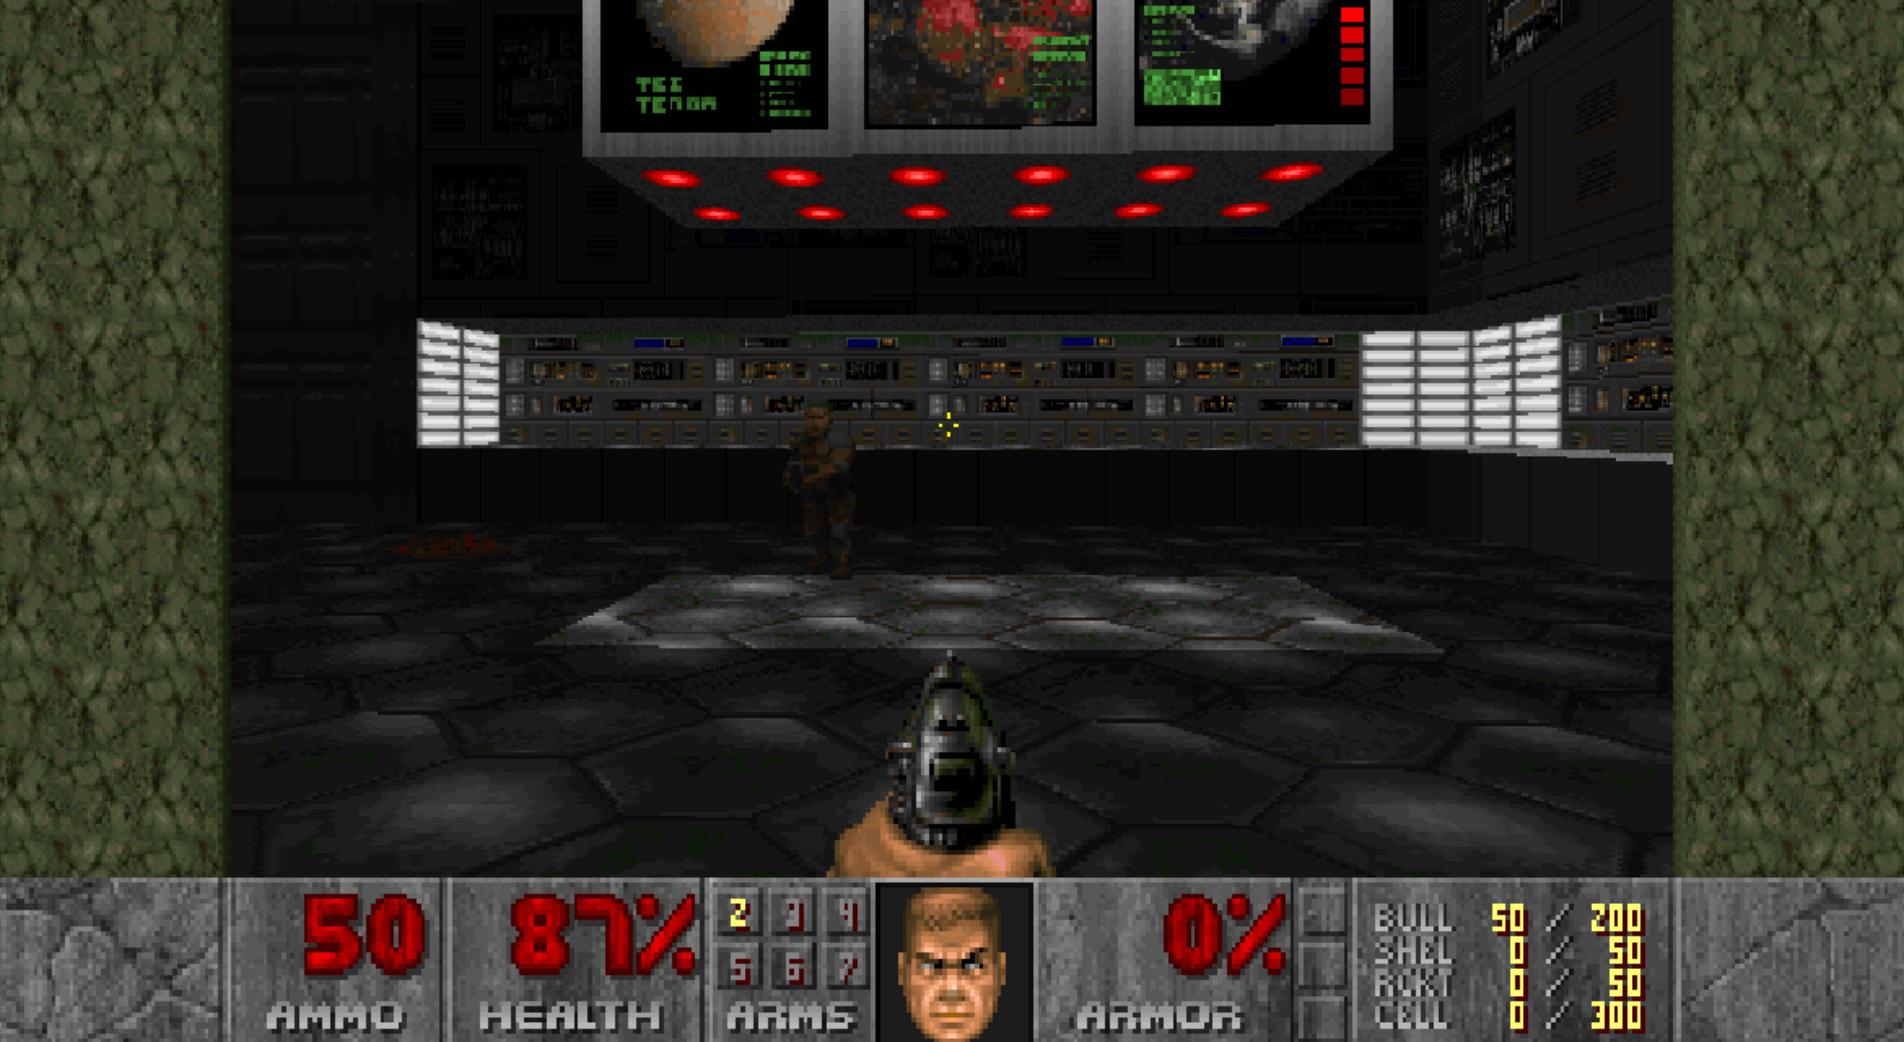 50
AMMO
87%
HEALTH
2 3 4
5 6 7
ARMS
0%
ARMOR
BULL 50 / 200
SHEL 0 / 50
RCKT 0 / 50
CELL 0 / 300